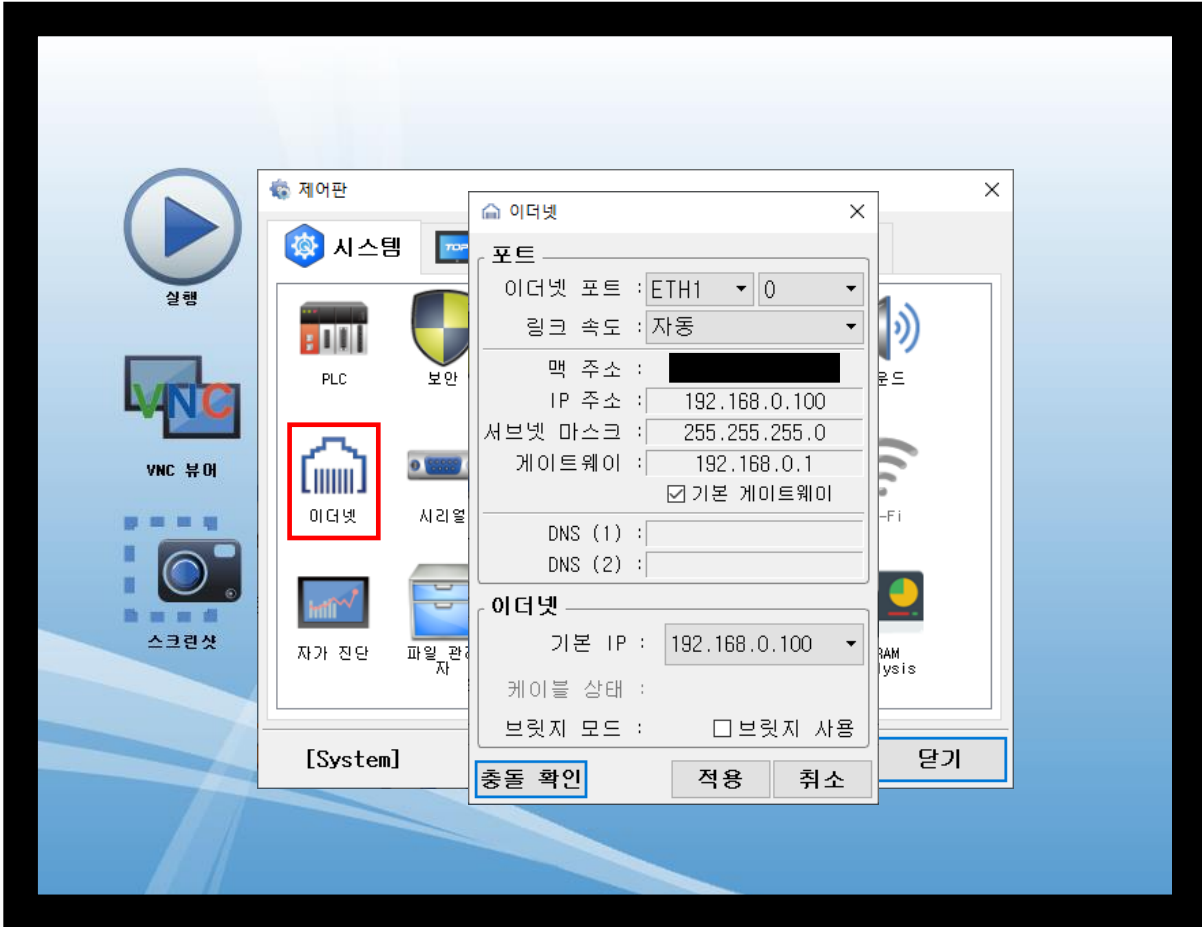 제어판
이더넷
시스템
TOP
포트
이더넷 포트 : ETH1 0
링크 속도 : 자동
맥 주소 :
IP 주소 : 192.168.0.100
서브넷 마스크 : 255.255.255.0
게이트웨이 : 192.168.0.1
기본 게이트웨이
DNS (1) :
DNS (2) :
이더넷
기본 IP : 192.168.0.100
케이블 상태 :
브릿지 모드 : 브릿지 사용
충돌 확인 적용 취소
실행
VNC
VNC 뷰어
스크린샷
PLC
보안
이더넷
시리얼
-Fi
자가 진단
파일 관
자
RAM
lysis
[System]
닫기